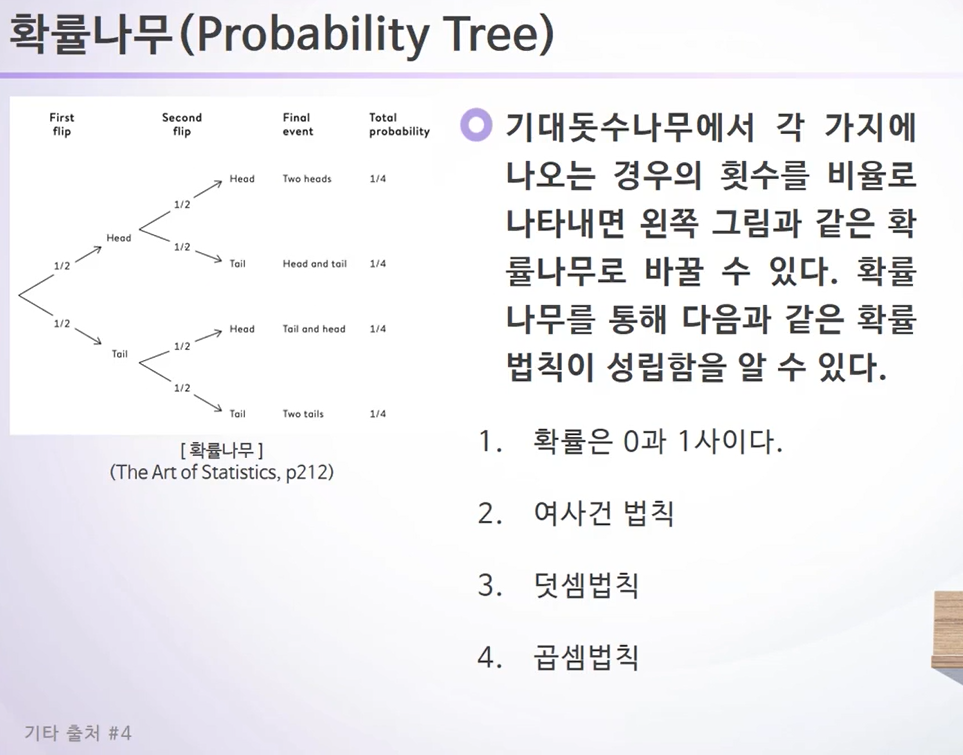 확률나무(Probability Tree)
First flip
Second flip
Final event
Total probability
Head
Two heads
1/4
1/2
Head
1/2
1/2
Tail
Head and tail
1/4
1/2
Head
Tail and head
1/4
1/2
Tail
1/2
Tail
Two tails
1/4
[ 확률나무 ]
(The Art of Statistics, p212)
기대돗수나무에서 각 가지에
나오는 경우의 횟수를 비율로
나타내면 왼쪽 그림과 같은 확
률나무로 바꿀 수 있다. 확률
나무를 통해 다음과 같은 확률
법칙이 성립함을 알 수 있다.
1. 확률은 0과 1사이다.
2. 여사건 법칙
3. 덧셈법칙
4. 곱셈법칙
기타 출처 #4